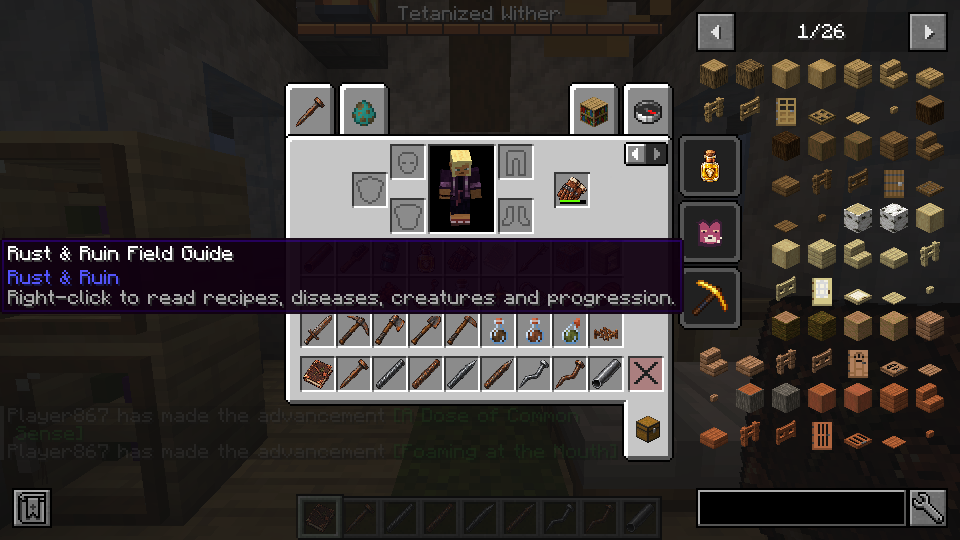 Tetanized Wither
1/26
Rust & Ruin Field Guide
Rust & Ruin
Right-click to read recipes, diseases, creatures and progression.
Player867 has made the advancement [A Dose of Common
Sense]
Player867 has made the advancement [Foaming at the Mouth]